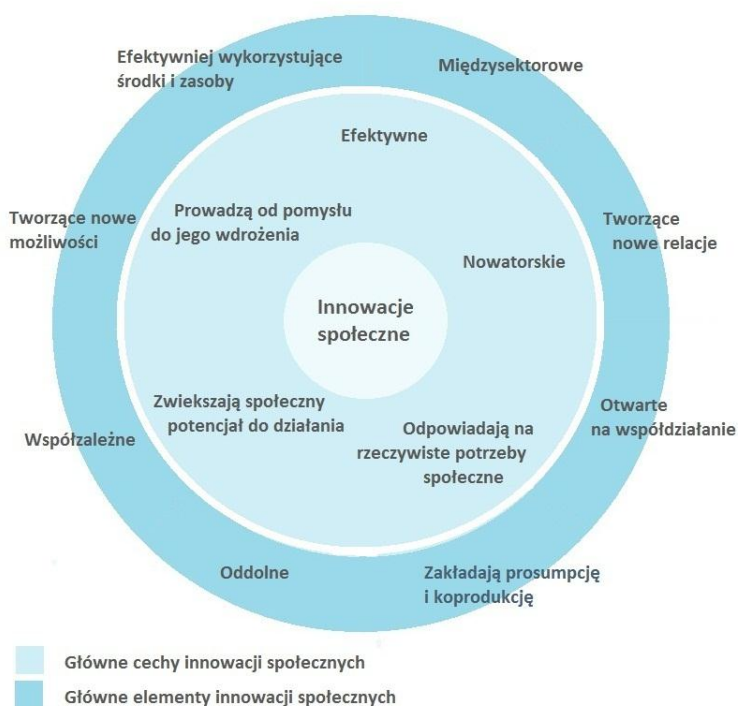 Efektywniej wykorzystujące
środki i zasoby
Międzysektorowe
Efektywne
Prowadzą od pomysłu
do jego wdrożenia
Tworzące nowe
możliwości
Tworzące
nowe relacje
Nowatorskie
Innowacje
społeczne
Zwiekszają społeczny
potencjał do działania
Otwarte
na współdziałanie
Odpowiadają na
rzeczywiste potrzeby
społeczne
Współzależne
Oddolne
Zakładają prosumpcję
i koprodukcję
Główne cechy innowacji społecznych
Główne elementy innowacji społecznych